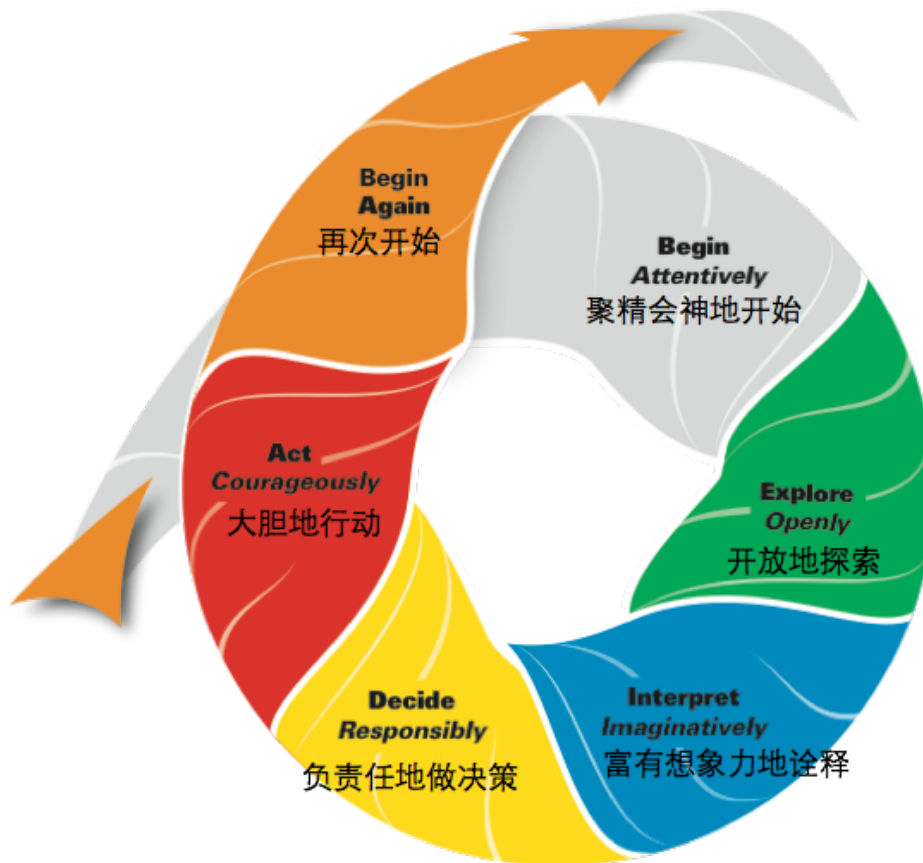 Begin
Again
再次开始
Begin
Attentively
聚精会神地开始
Explore
Openly
开放地探索
Interpret
Imaginatively
富有想象力地诠释
Decide
Responsibly
负责任地做决策
Act
Courageously
大胆地行动